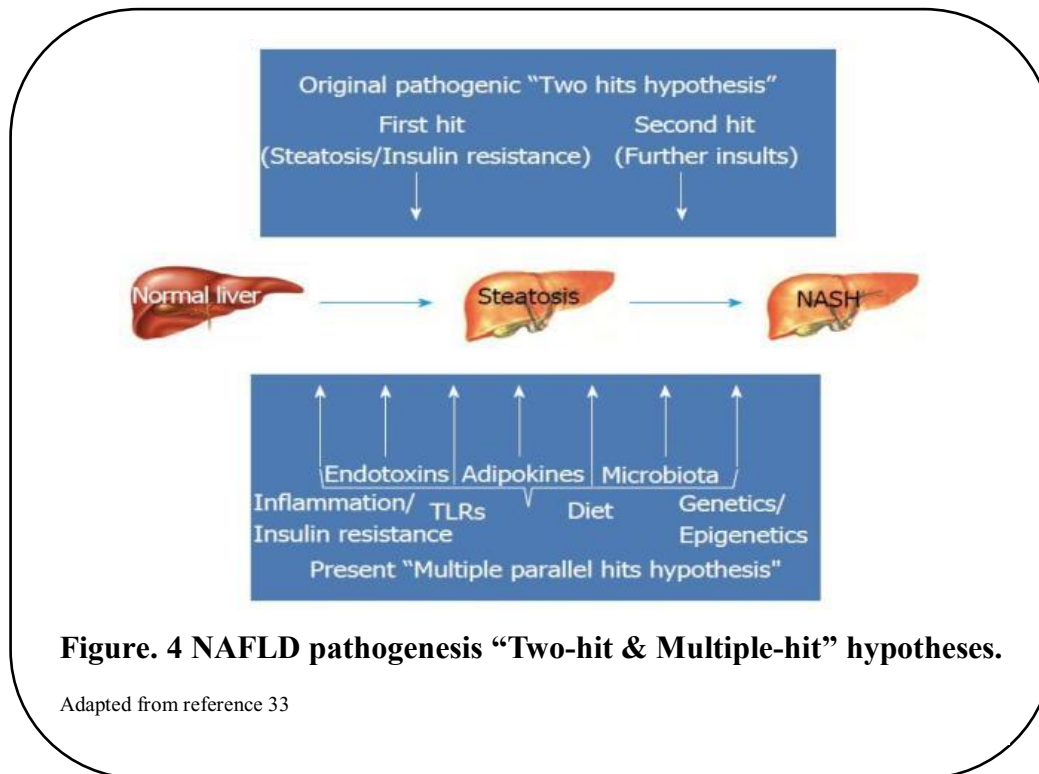 Original pathogenic “Two hits hypothesis”
First hit
(Steatosis/Insulin resistance)
Second hit
(Further insults)
Normal liver
Steatosis
NASH
Endotoxins
Adipokines
Microbiota
Inflammation/
Insulin resistance
TLRs
Diet
Genetics/
Epigenetics
Present “Multiple parallel hits hypothesis"
Figure. 4 NAFLD pathogenesis “Two-hit & Multiple-hit” hypotheses.
Adapted from reference 33